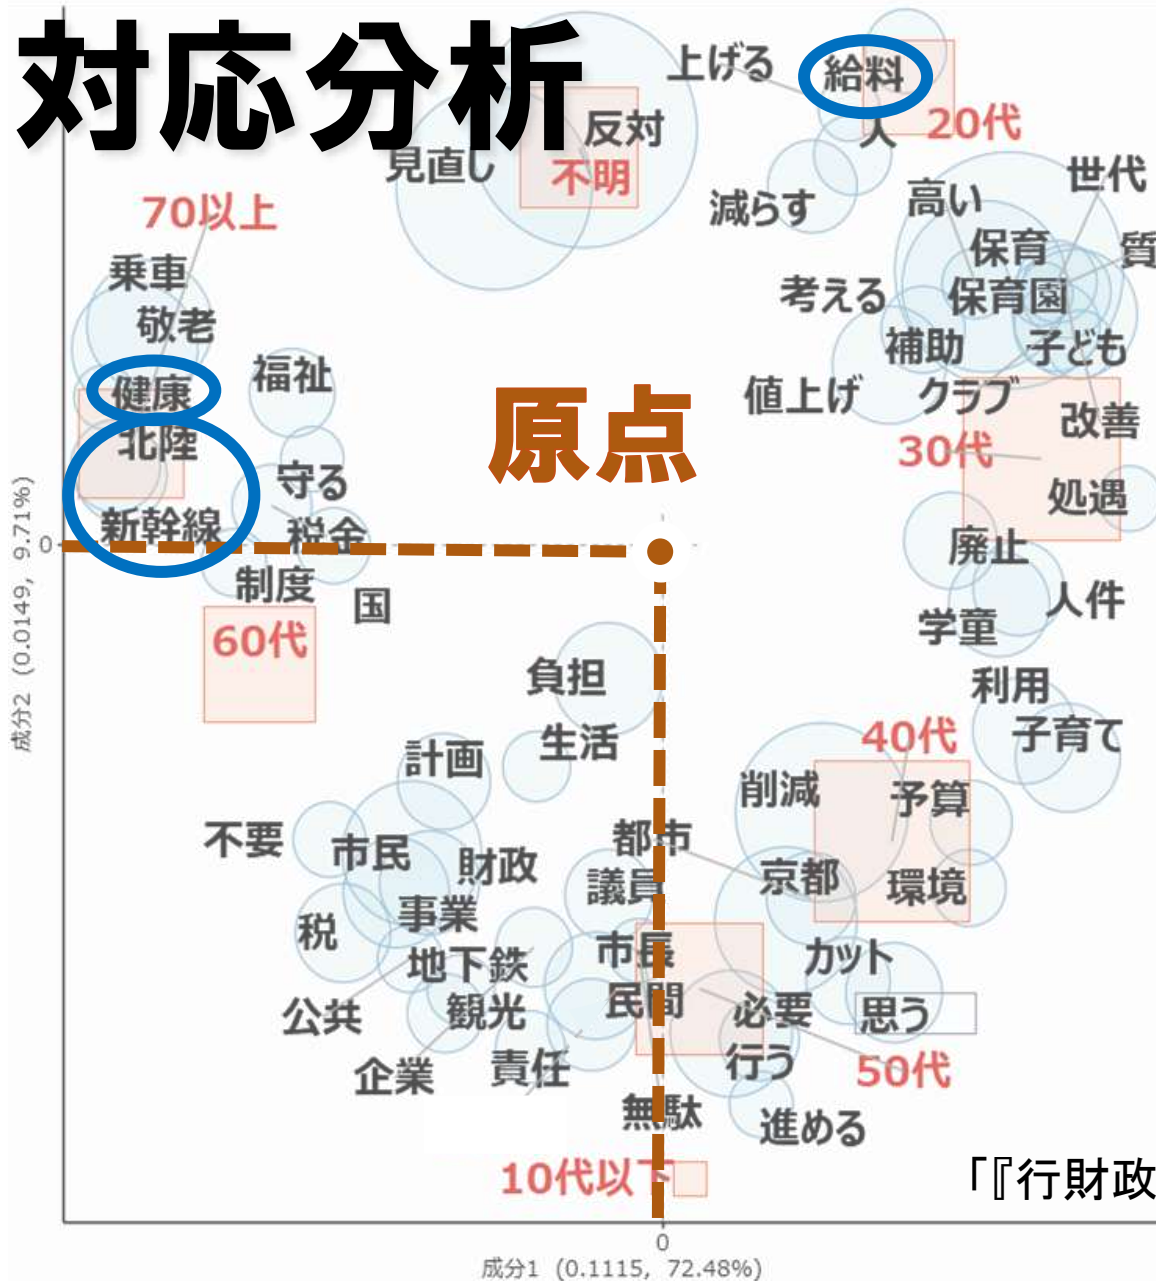 対応分析
上げる
給料
20代
人
反対
見直し
不明
世代
高い
減らす
70以上
保育
質
乗車
考える
保育園
敬老
補助
子ども
福祉
健康
値上げ
クラブ
改善
北陸
原点
30代
守る
処遇
新幹線
税金
廃止
0
制度
国
人件
学童
60代
負担
利用
生活
40代
子育て
計画
削減
予算
不要
都市
市民
財政
京都
議員
環境
事業
税
市長
カット
地下鉄
民間
公共
観光
必要
思う
責任
行う
50代
企業
無駄
進める
10代以下
「『行財政
0
成分1 (0.1115, 72.48%)
成分2 (0.0149, 9.71%)